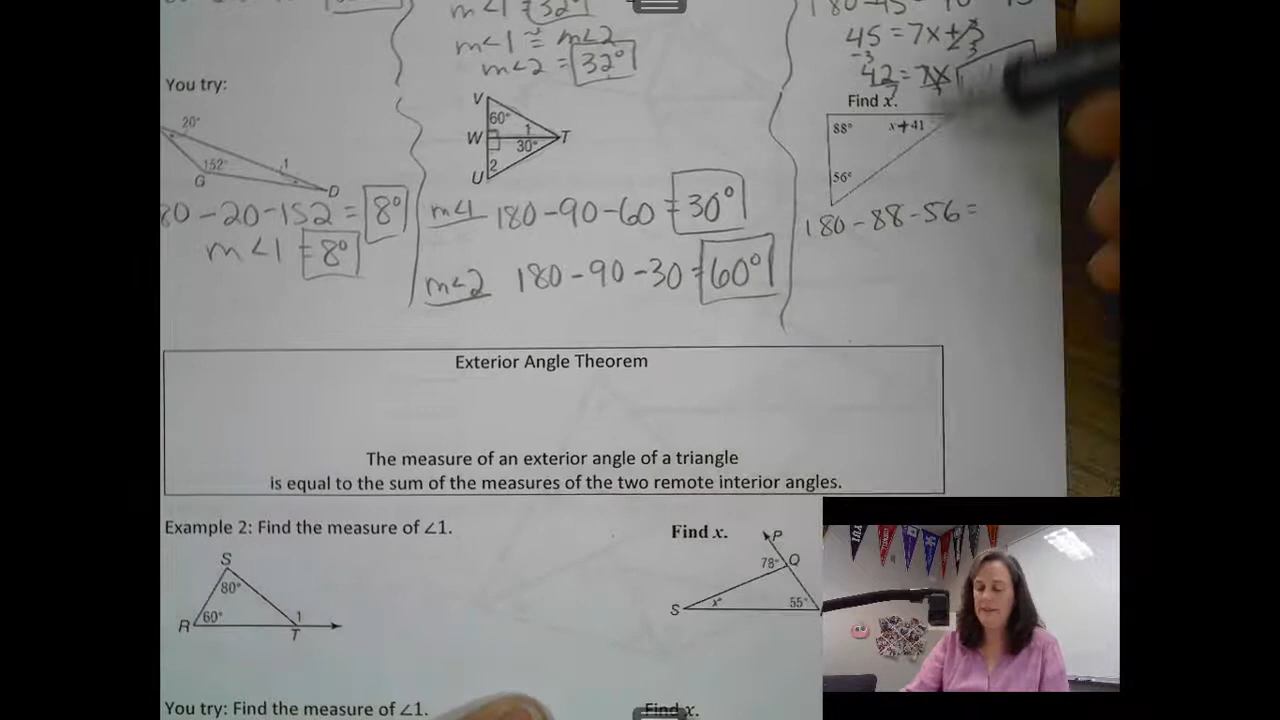 m<1 = 32°
m<1 ≅ m<2
m<2 = 32°
You try:
20°
152°
1
G
D
80 - 20 - 152 = 8°
m<1 = 8°
V
60°
W
1
30°
T
2
U
m<1 180 - 90 - 60 = 30°
m<2 180 - 90 - 30 = 60°
180 - 45 =
45 = 7x + 3
-3
42 = 7x
7
Find x.
88°
x + 41
56°
180 - 88 - 56 =
Exterior Angle Theorem
The measure of an exterior angle of a triangle
is equal to the sum of the measures of the two remote interior angles.
Example 2: Find the measure of ∠1.
S
80°
R
60°
1
T
Find x.
P
78°
Q
S
x°
55°
You try: Find the measure of ∠1.
Find x.